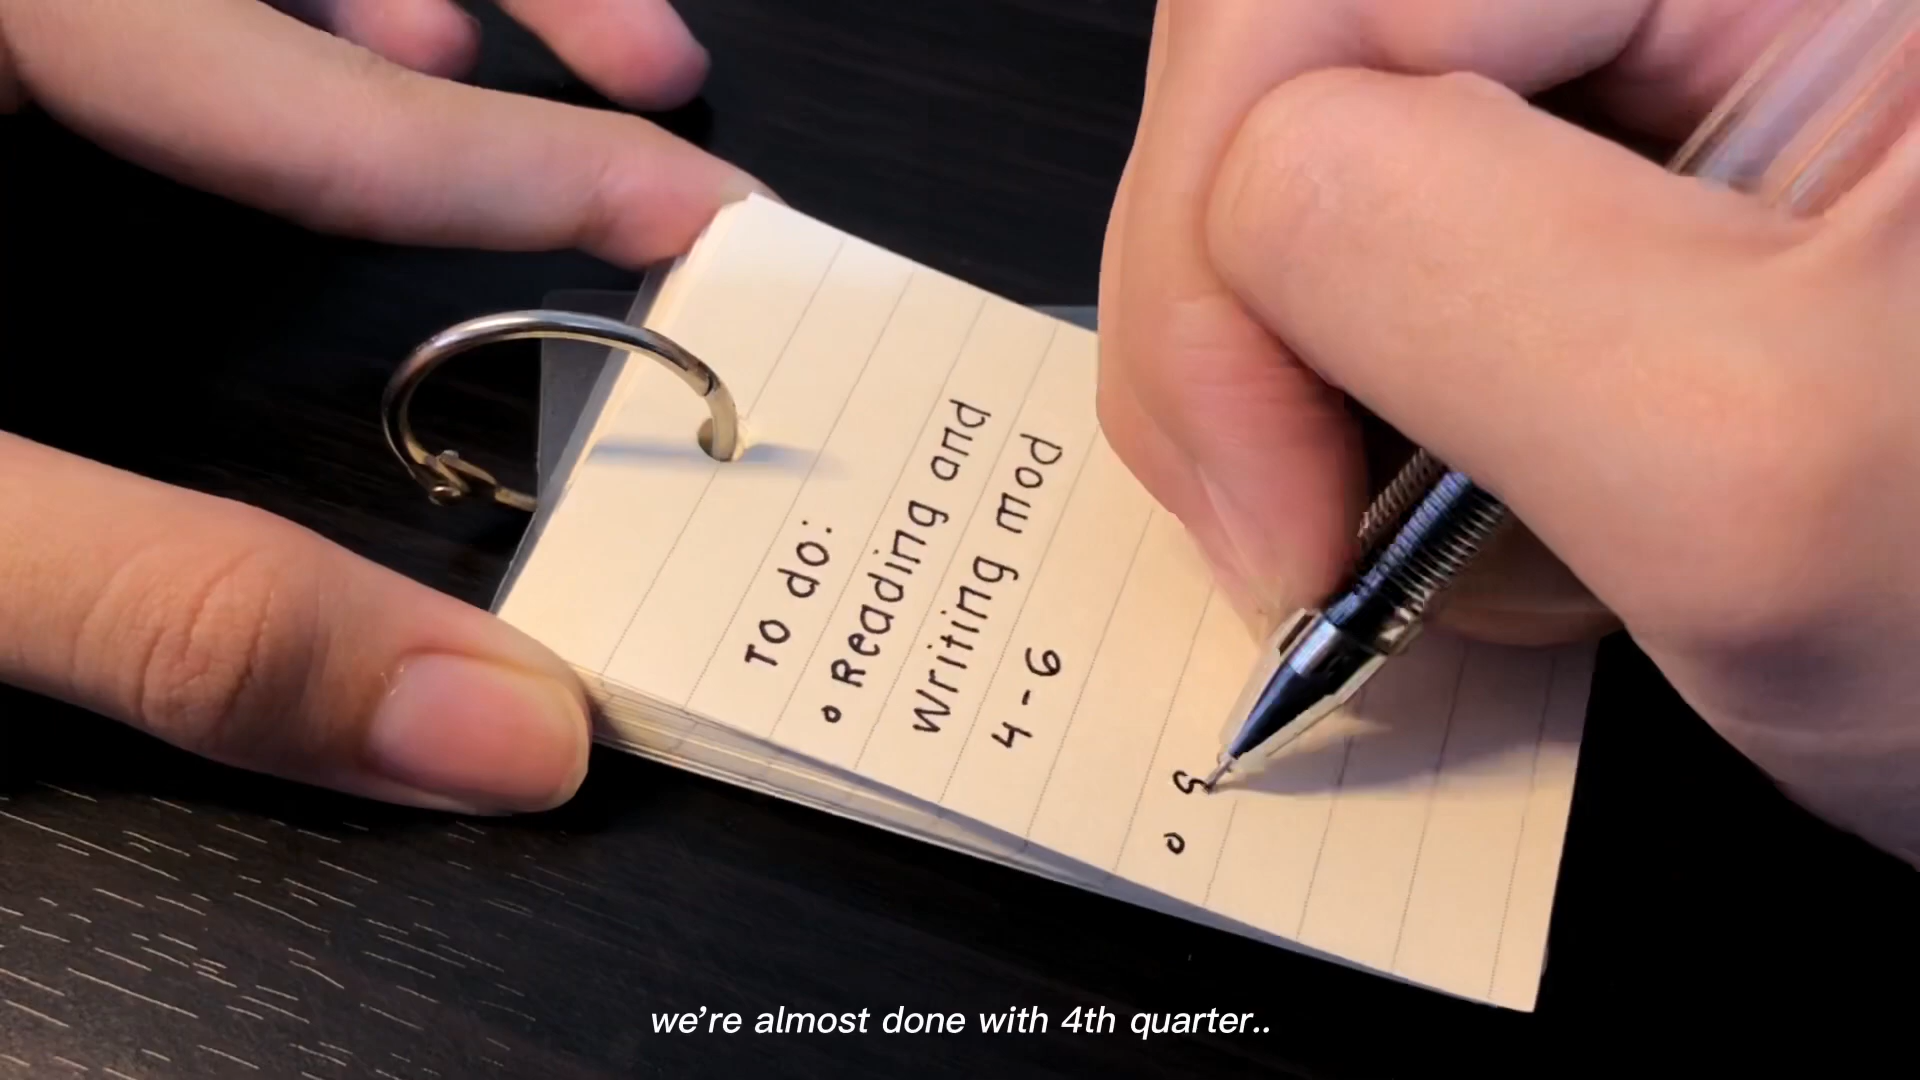 To do:
Reading and
Writing mod
4-6
we're almost done with 4th quarter..